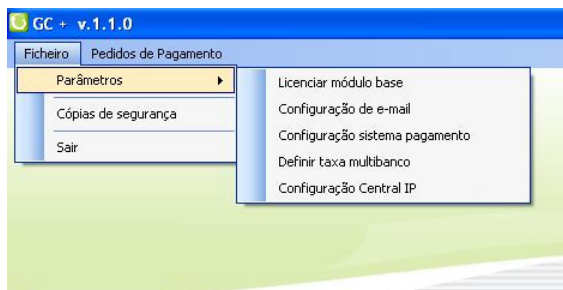 GC + v.1.1.0
Ficheiro Pedidos de Pagamento
Parâmetros
Cópias de segurança
Sair
Licenciar módulo base
Configuração de e-mail
Configuração sistema pagamento
Definir taxa multibanco
Configuração Central IP